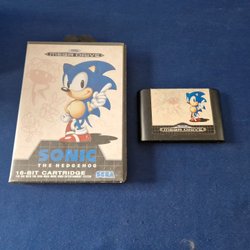 MEGA DRIVE
SONIC
THE HEDGEHOG
16-BIT CARTRIDGE
SEGA
MEGA DRIVE